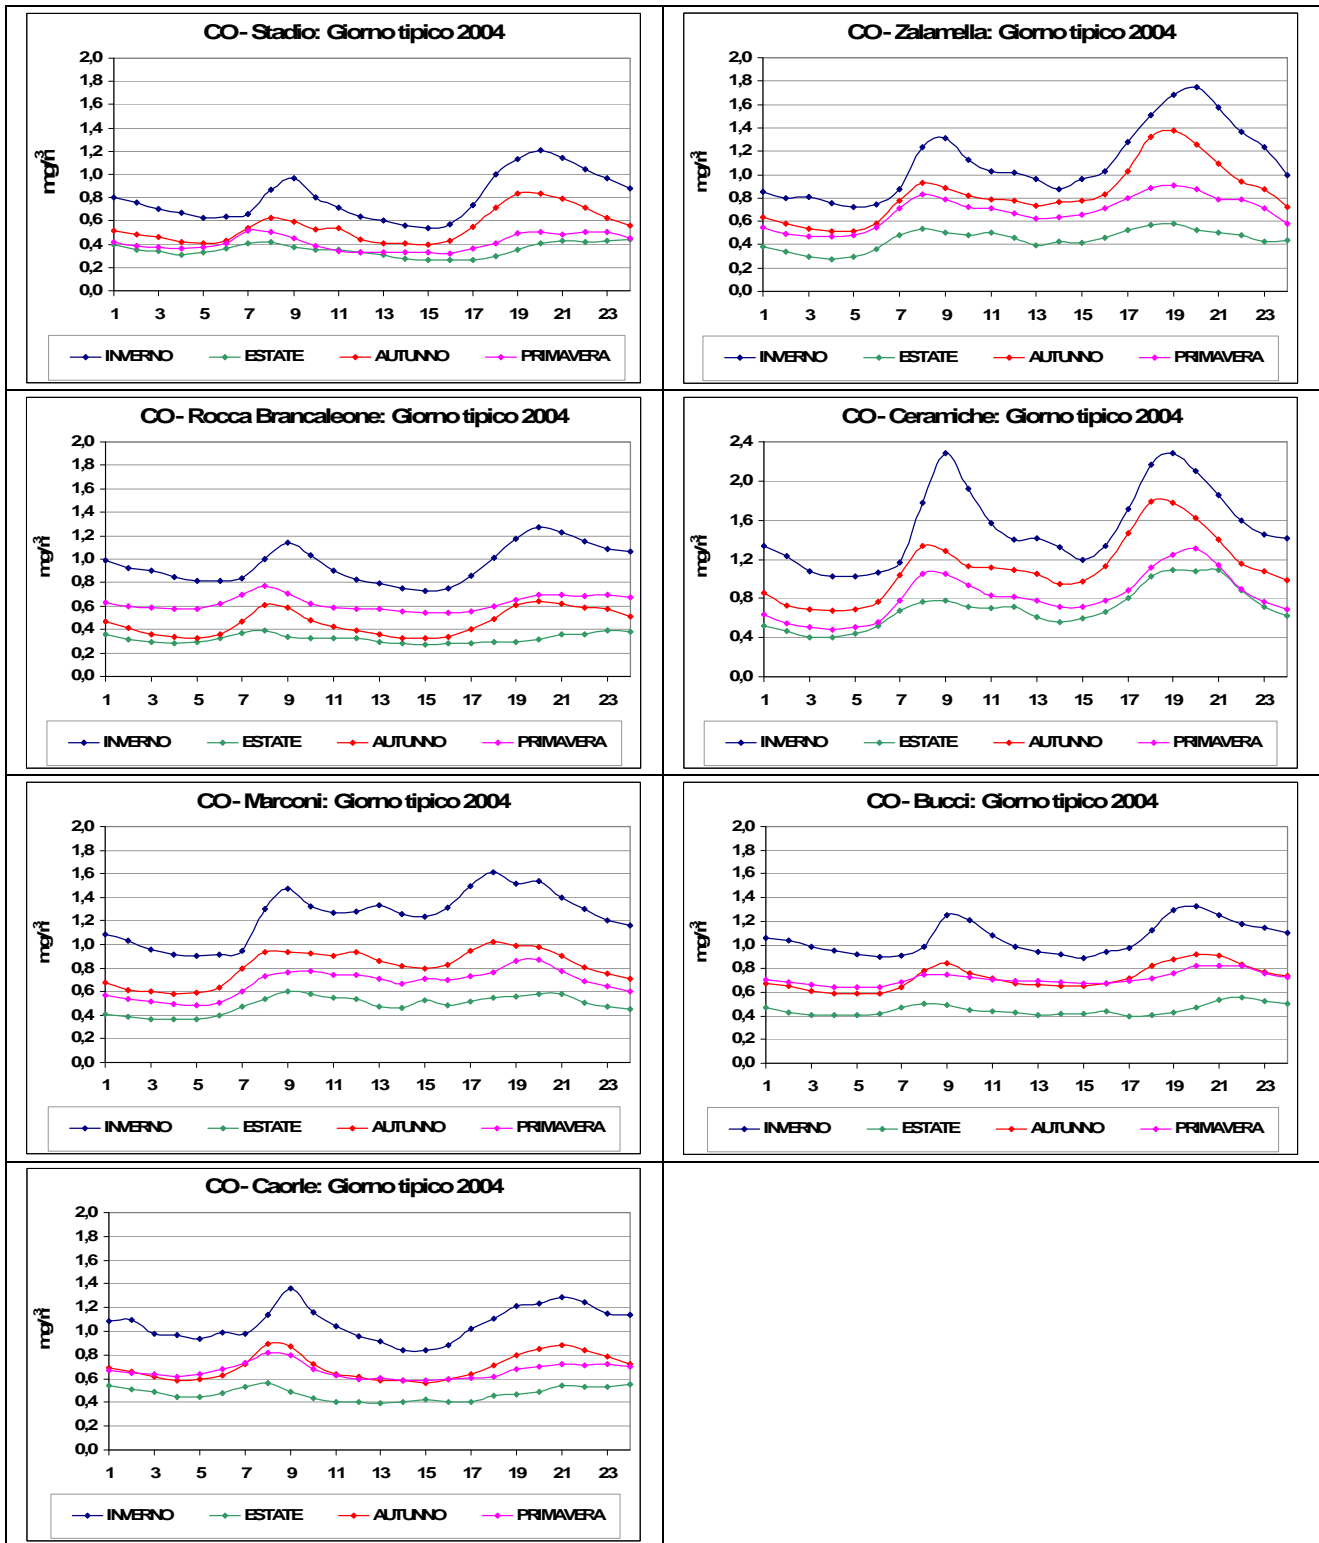 CO - Stadio: Giorno tipico 2004
mg/m³
2,0
1,8
1,6
1,4
1,2
1,0
0,8
0,6
0,4
0,2
0,0
1 3 5 7 9 11 13 15 17 19 21 23
INVERNO ESTATE AUTUNNO PRIMAVERA
CO - Zalamella: Giorno tipico 2004
mg/m³
2,0
1,8
1,6
1,4
1,2
1,0
0,8
0,6
0,4
0,2
0,0
1 3 5 7 9 11 13 15 17 19 21 23
INVERNO ESTATE AUTUNNO PRIMAVERA
CO - Rocca Brancaleone: Giorno tipico 2004
mg/m³
2,0
1,8
1,6
1,4
1,2
1,0
0,8
0,6
0,4
0,2
0,0
1 3 5 7 9 11 13 15 17 19 21 23
INVERNO ESTATE AUTUNNO PRIMAVERA
CO - Ceramiche: Giorno tipico 2004
mg/m³
2,4
2,0
1,6
1,2
0,8
0,4
0,0
1 3 5 7 9 11 13 15 17 19 21 23
INVERNO ESTATE AUTUNNO PRIMAVERA
CO - Marconi: Giorno tipico 2004
mg/m³
2,0
1,8
1,6
1,4
1,2
1,0
0,8
0,6
0,4
0,2
0,0
1 3 5 7 9 11 13 15 17 19 21 23
INVERNO ESTATE AUTUNNO PRIMAVERA
CO - Bucci: Giorno tipico 2004
mg/m³
2,0
1,8
1,6
1,4
1,2
1,0
0,8
0,6
0,4
0,2
0,0
1 3 5 7 9 11 13 15 17 19 21 23
INVERNO ESTATE AUTUNNO PRIMAVERA
CO - Caorle: Giorno tipico 2004
mg/m³
2,0
1,8
1,6
1,4
1,2
1,0
0,8
0,6
0,4
0,2
0,0
1 3 5 7 9 11 13 15 17 19 21 23
INVERNO ESTATE AUTUNNO PRIMAVERA